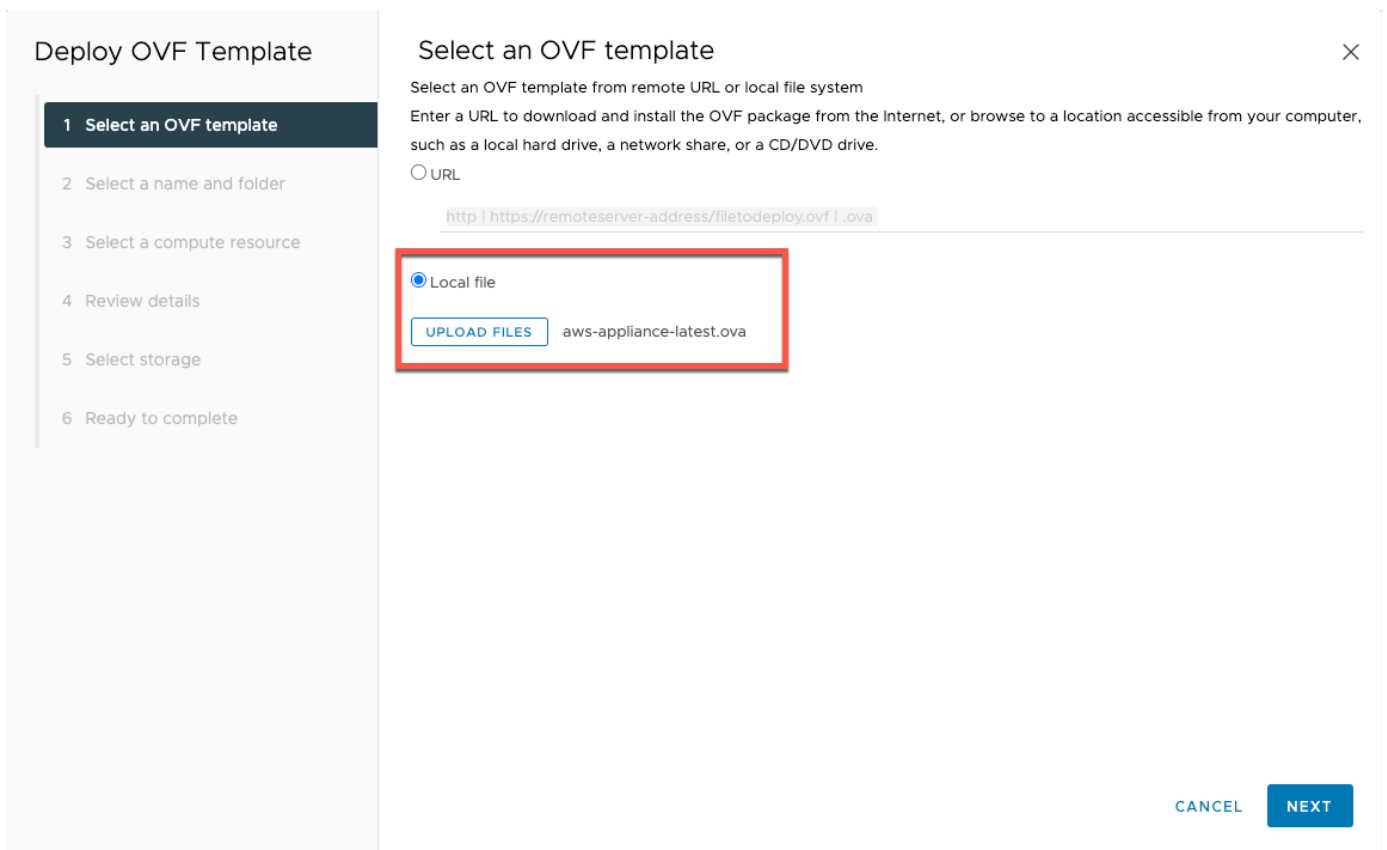 Deploy OVF Template
1 Select an OVF template
2 Select a name and folder
3 Select a compute resource
4 Review details
5 Select storage
6 Ready to complete
Select an OVF template
Select an OVF template from remote URL or local file system
Enter a URL to download and install the OVF package from the Internet, or browse to a location accessible from your computer,
such as a local hard drive, a network share, or a CD/DVD drive.
URL
http | https://remoteserver-address/filetodeploy.ovf | .ova
Local file
UPLOAD FILES aws-appliance-latest.ova
CANCEL NEXT